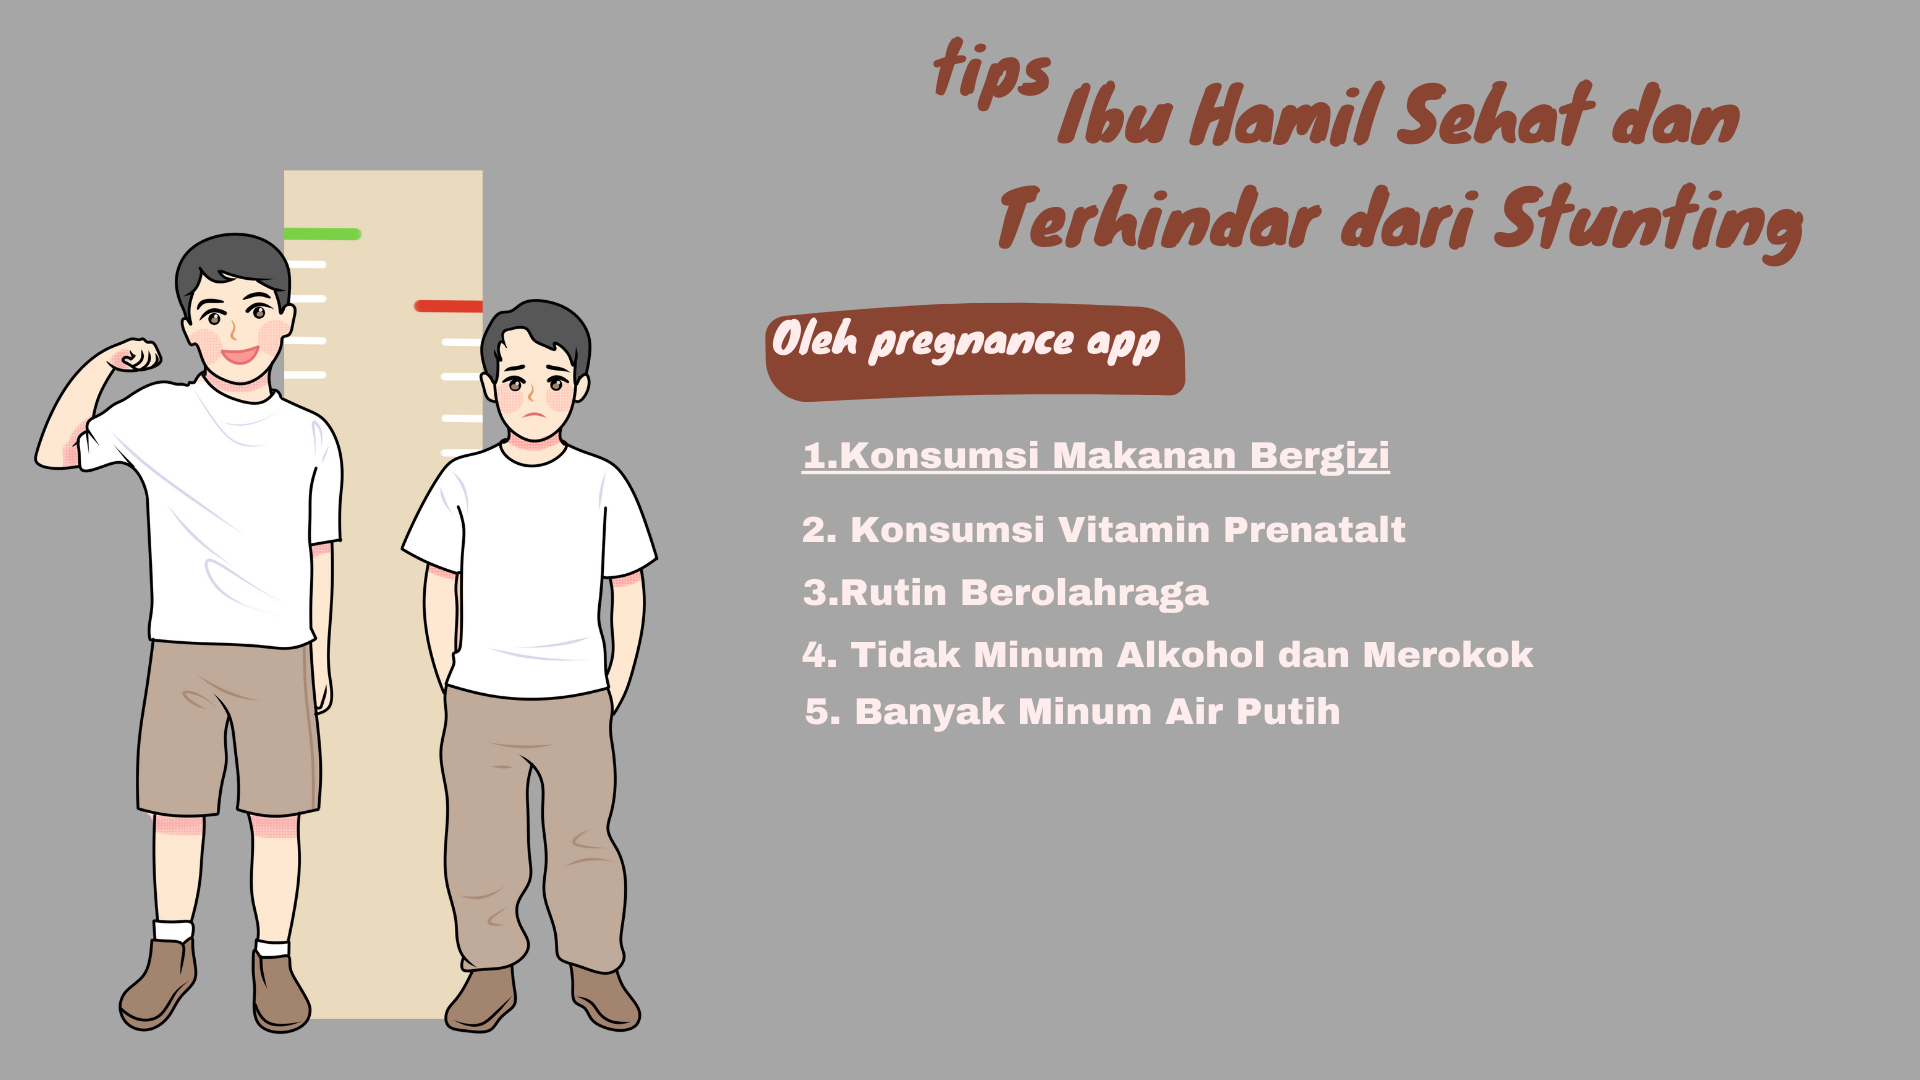 tips
Ibu Hamil Sehat dan
Terhindar dari Stunting
Oleh pregnance app
1.Konsumsi Makanan Bergizi
2. Konsumsi Vitamin Prenatalt
3.Rutin Berolahraga
4. Tidak Minum Alkohol dan Merokok
5. Banyak Minum Air Putih